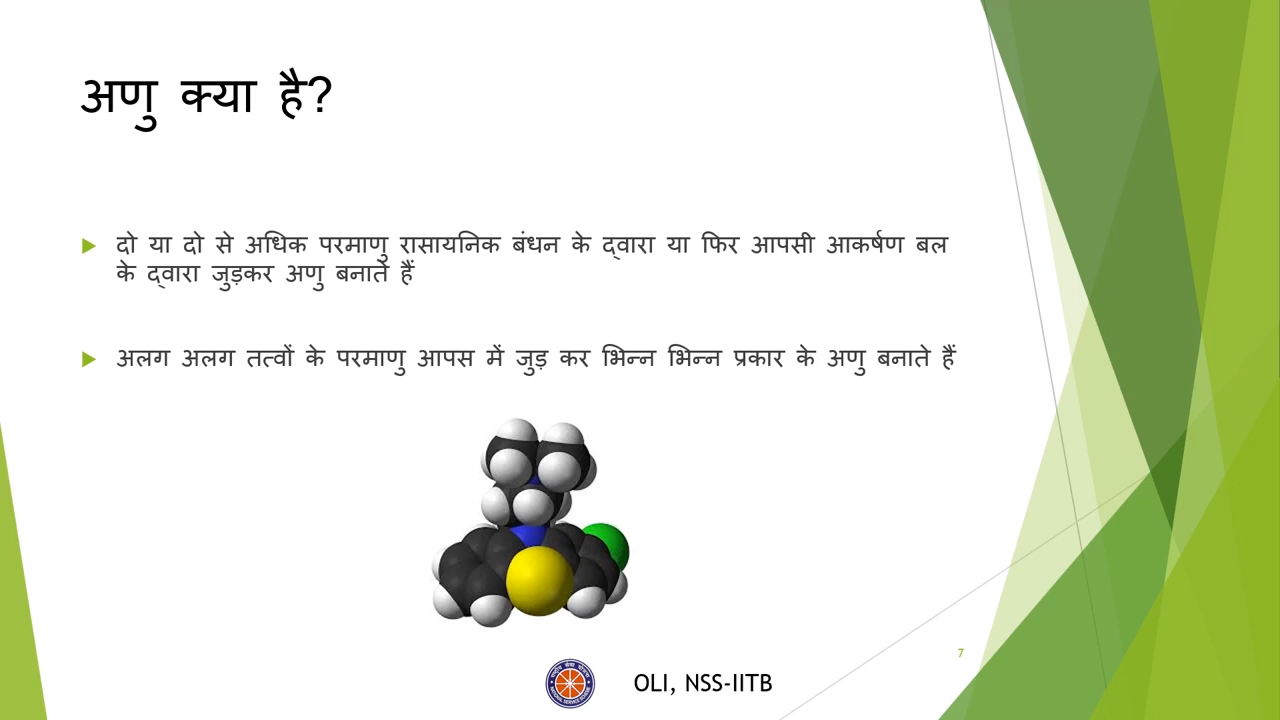 अणु क्या है?
दो या दो से अधिक परमाणु रासायनिक बंधन के द्वारा या फिर आपसी आकर्षण बल
के द्वारा जुड़कर अणु बनाते हैं
अलग अलग तत्वों के परमाणु आपस में जुड़ कर भिन्न भिन्न प्रकार के अणु बनाते हैं
7
OLI, NSS-IITB